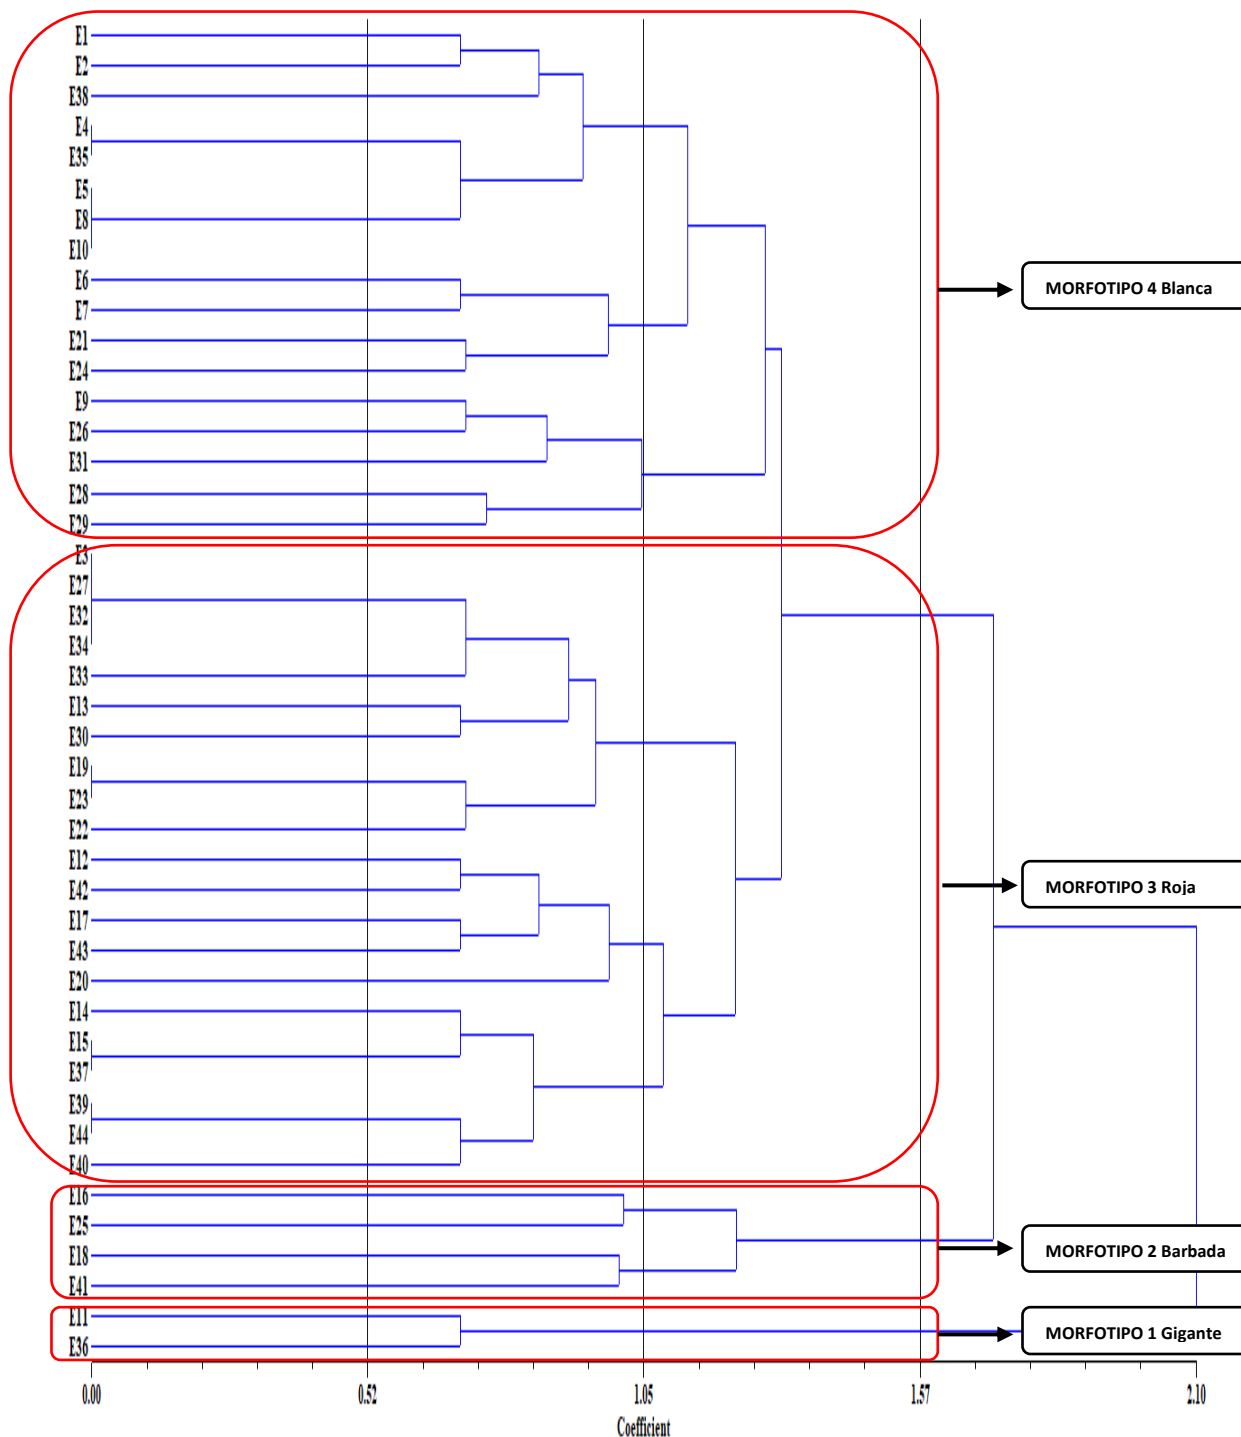 E1
E2
E38
E4
E35
E5
E8
E10
E6
E7
E21
E24
E9
E26
E31
E28
E29
E3
E27
E32
E34
E33
E13
E30
E19
E23
E22
E12
E42
E17
E43
E20
E14
E15
E37
E39
E44
E40
E16
E25
E18
E41
E11
E36
MORFOTIPO 4 Blanca
MORFOTIPO 3 Roja
MORFOTIPO 2 Barbada
MORFOTIPO 1 Gigante
0.00 0.52 1.05 1.57 2.10
Coefficient